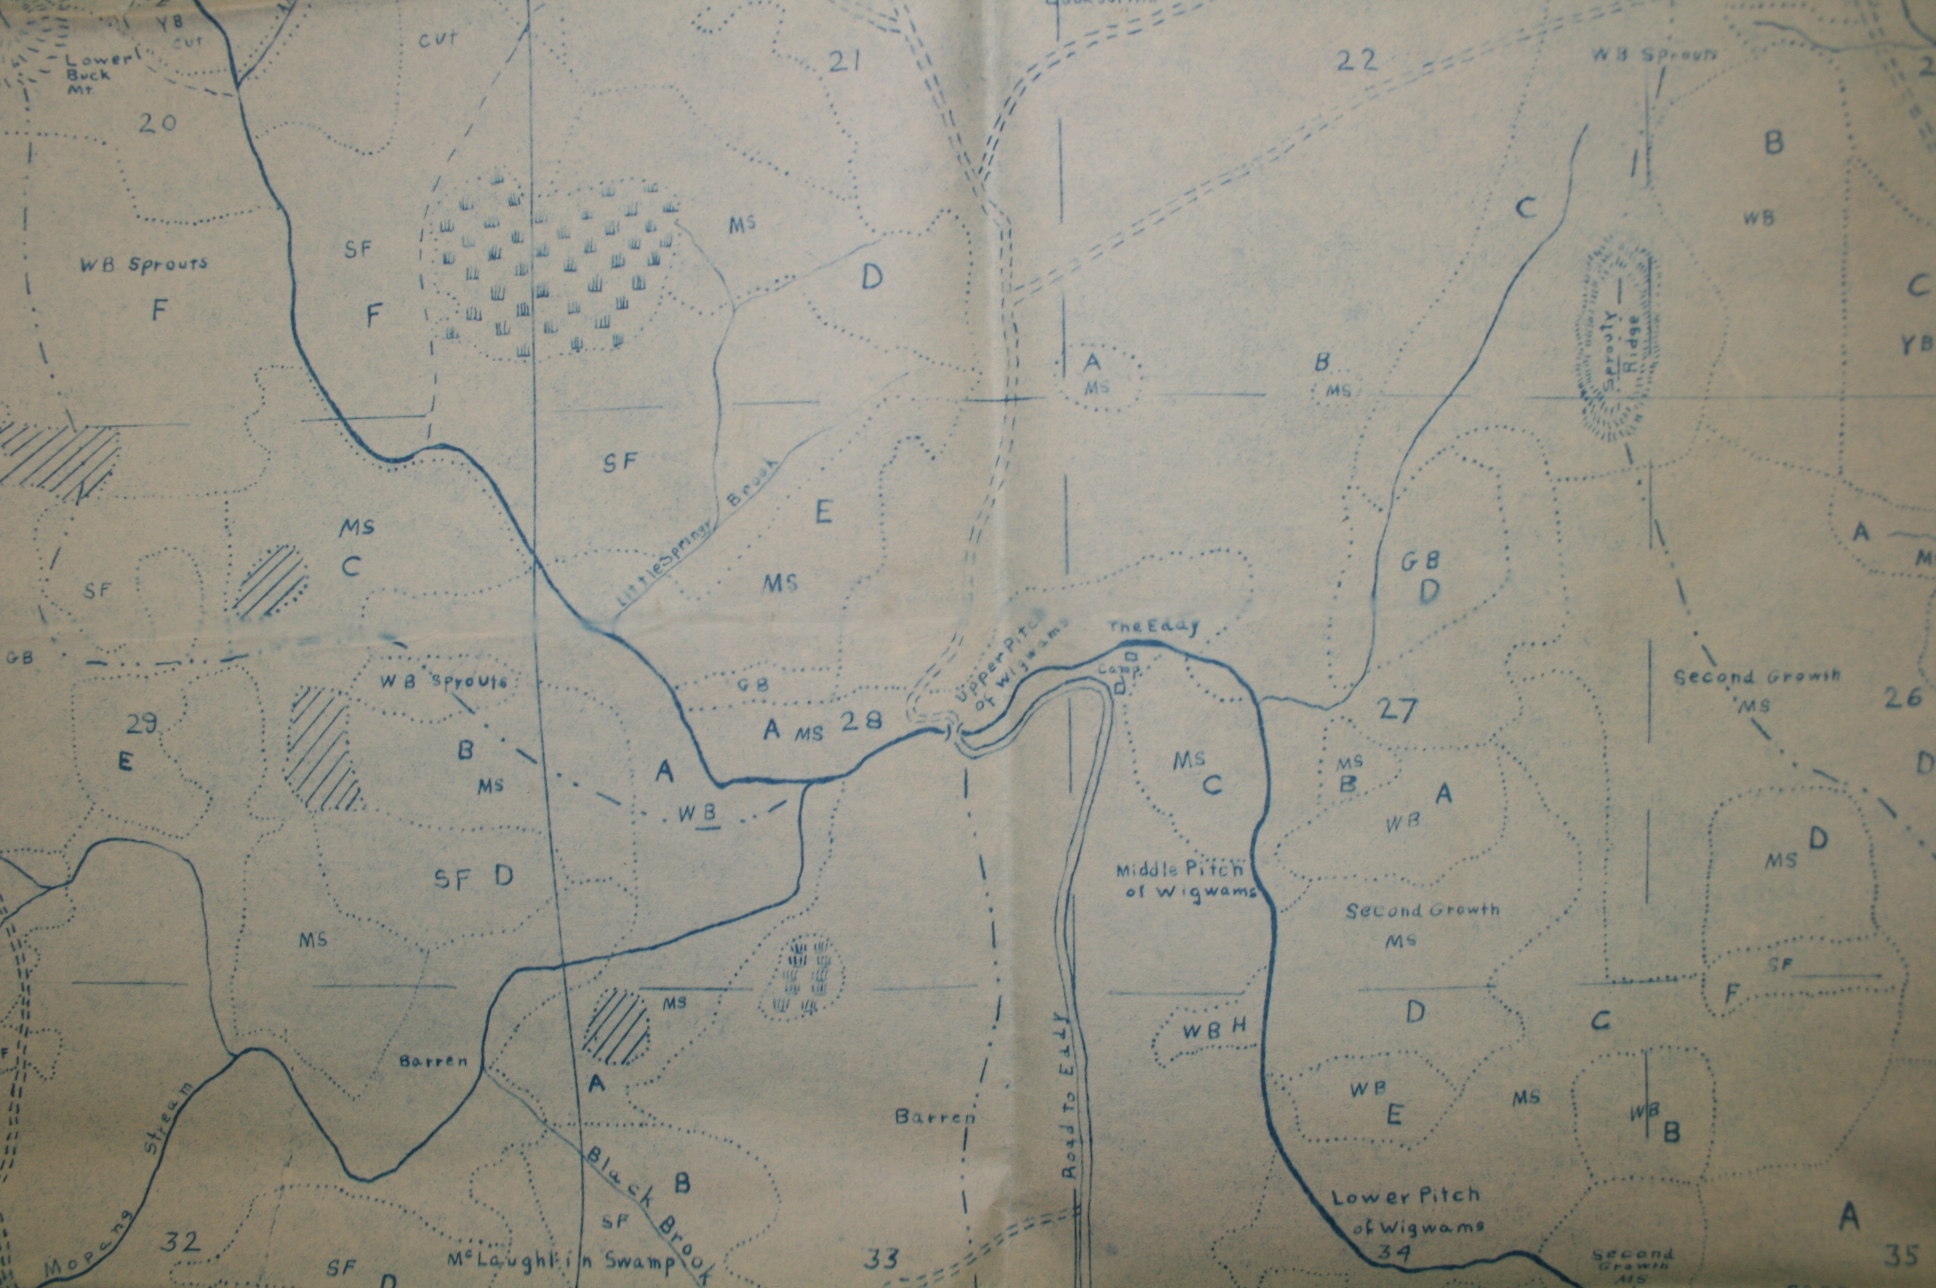 C
YB
26
D
35
A
B
WB
Second Growth
MS
D
MS
SF
F
A
WB Sprouts
Sprouty
Ridge
WB
B
C
Second
Growth
MS
C
22
B
MS
GB
D
27
A
WB
MS
B
Second Growth
MS
D
MS
WB
E
Lower Pitch
of Wigwams
34
A
MS
The Eddy
Camp
MS
C
Middle Pitch
of Wigwams
WB H
Road to Eddy
Upper Pitch
of Wigwams
Barren
33
21
D
MS
E
MS
28
A MS
GB
Little Spring Brook
SF
A
WB
MS
A
B
SF
Black Brook
McLaughlin Swamp
CUT
SF
F
MS
C
WB Sprouts
B
MS
SF D
MS
Barren
SF
D
Lower
Buck
Mt
YB
CUT
20
WB Sprouts
F
SF
29
E
GB
32
Mopang Stream